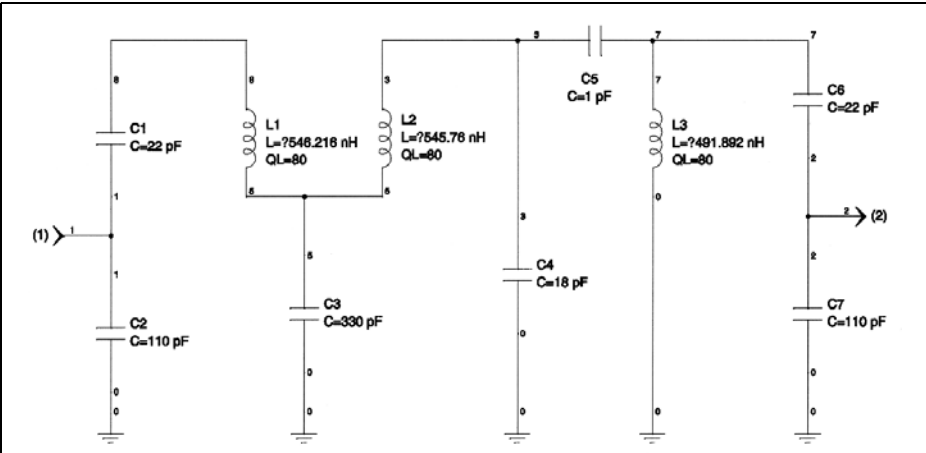 3
C5
C=1 pF
7
7
8
8
3
7
C6
C=22 pF
C1
C=22 pF
L1
L=?546.216 nH
QL=80
L2
L=?545.76 nH
QL=80
L3
L=?491.892 nH
QL=80
2
1
5
5
0
(1)
1
3
2
(2)
1
5
2
C4
C=18 pF
C2
C=110 pF
C3
C=330 pF
C7
C=110 pF
0
0
0
0
0
0
0
0
0